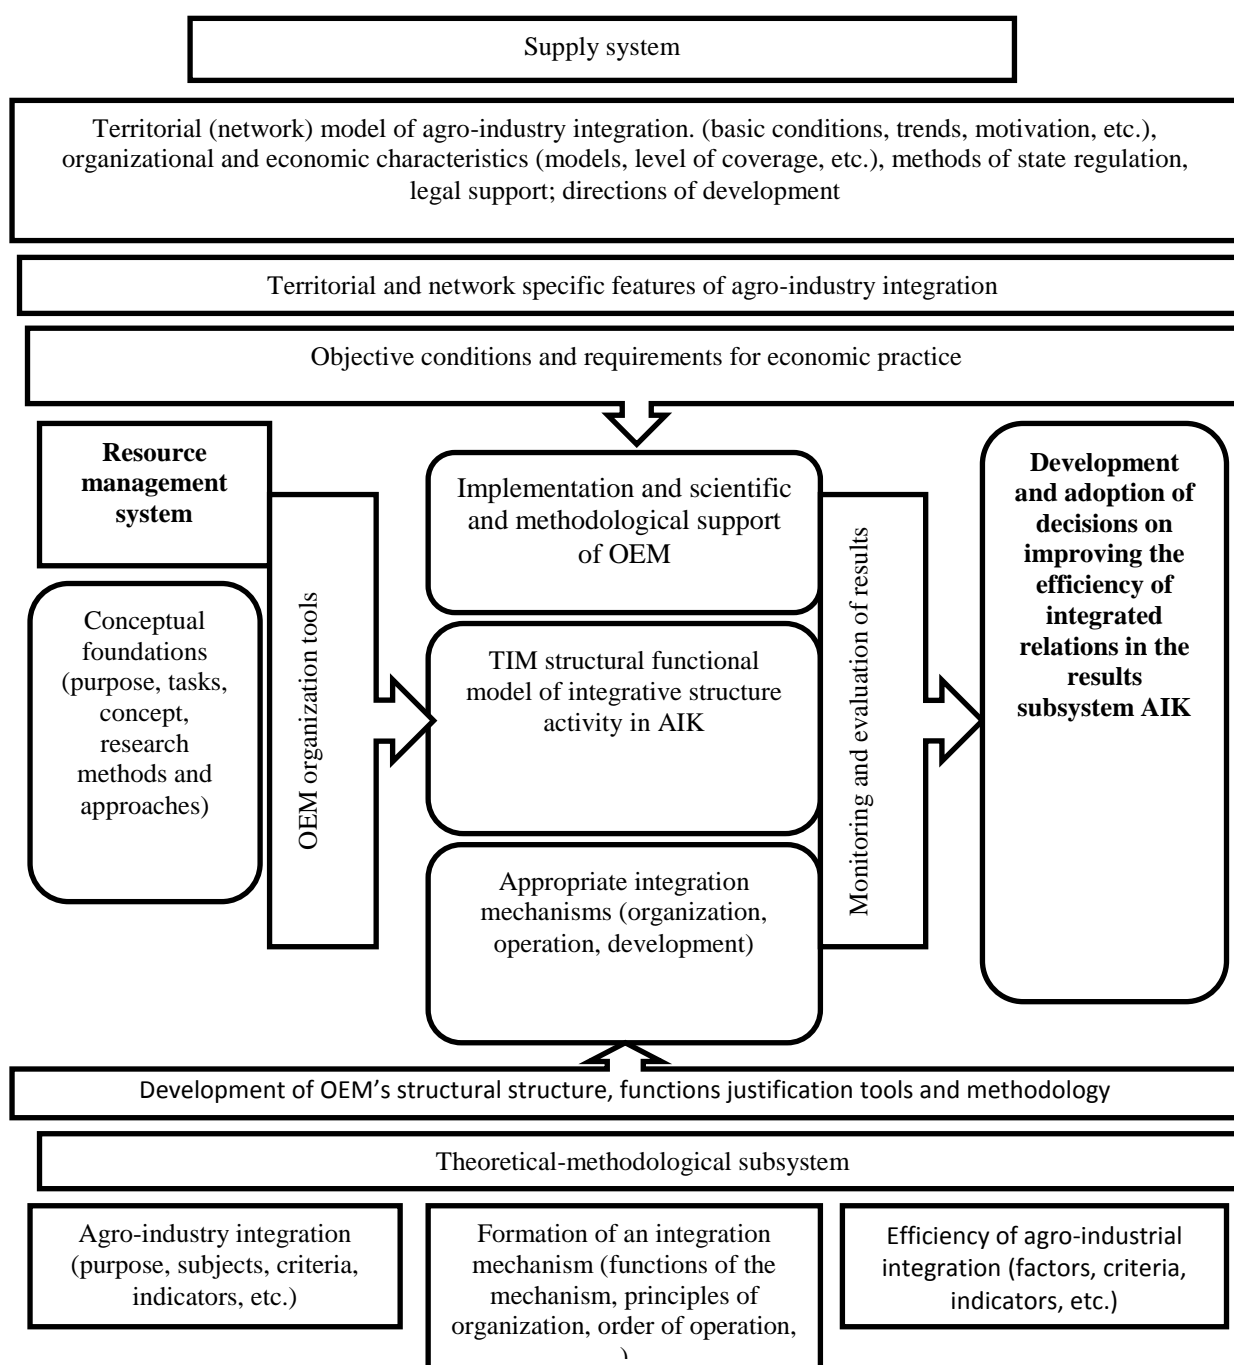 Supply system
Territorial (network) model of agro-industry integration. (basic conditions, trends, motivation, etc.),
organizational and economic characteristics (models, level of coverage, etc.), methods of state regulation,
legal support; directions of development
Territorial and network specific features of agro-industry integration
Objective conditions and requirements for economic practice
Resource
management
system
Conceptual
foundations
(purpose, tasks,
concept,
research
methods and
approaches)
OEM organization tools
Implementation and scientific
and methodological support
of OEM
TIM structural functional
model of integrative structure
activity in AIK
Appropriate integration
mechanisms (organization,
operation, development)
Monitoring and evaluation of results
Development
and adoption of
decisions on
improving the
efficiency of
integrated
relations in the
results
subsystem AIK
Development of OEM’s structural structure, functions justification tools and methodology
Theoretical-methodological subsystem
Agro-industry integration
(purpose, subjects, criteria,
indicators, etc.)
Formation of an integration
mechanism (functions of the
mechanism, principles of
organization, order of operation,
)
Efficiency of agro-industrial
integration (factors, criteria,
indicators, etc.)